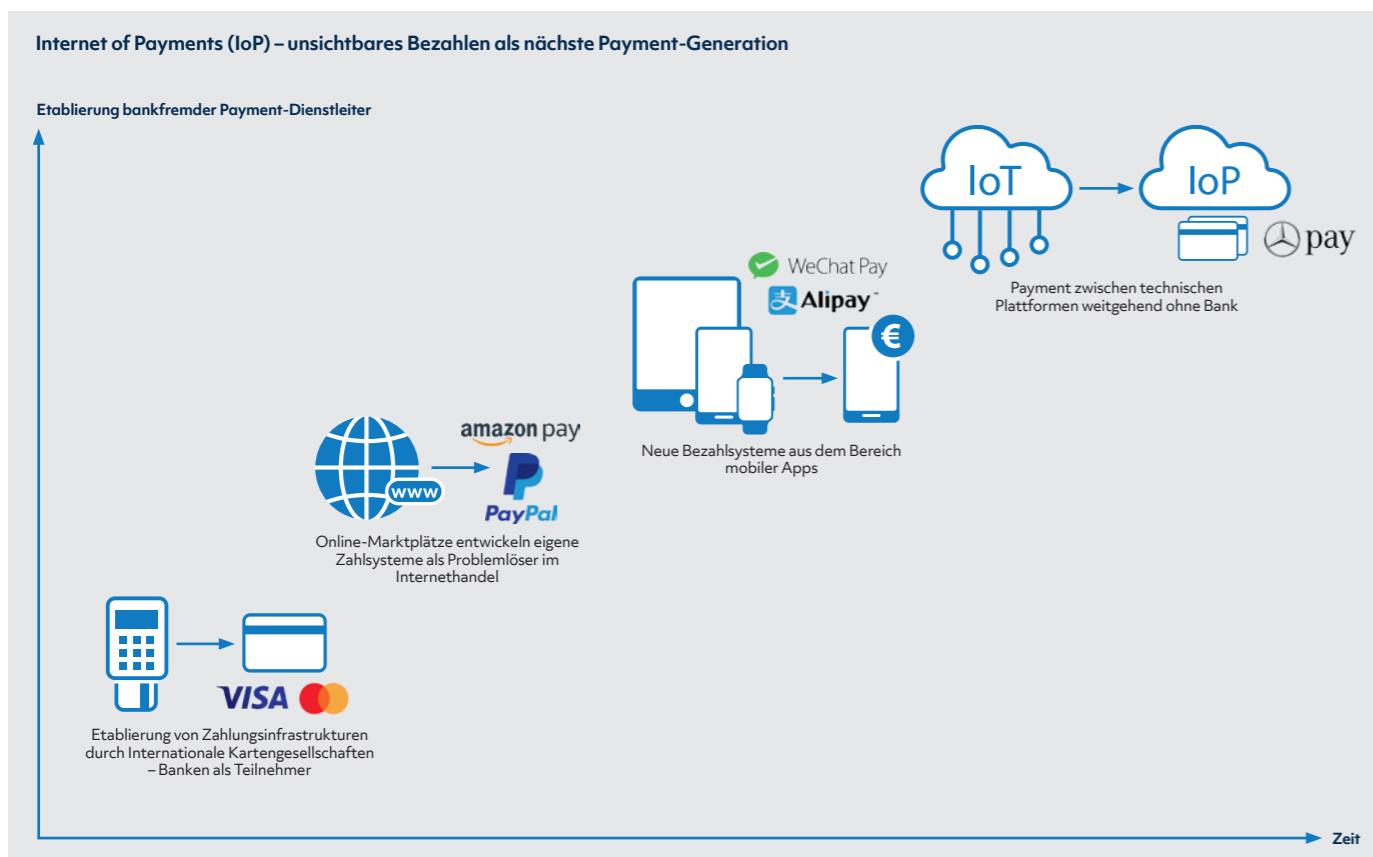 Internet of Payments (IoP) – unsichtbares Bezahlen als nächste Payment-Generation
Etablierung bankfremder Payment-Dienstleiter
IoT
IoP
pay
Payment zwischen technischen
Plattformen weitgehend ohne Bank
WeChat Pay
支 Alipay™
€
Neue Bezahlsysteme aus dem Bereich
mobiler Apps
www
amazon pay
PayPal
Online-Marktplätze entwickeln eigene
Zahlsysteme als Problemlöser im
Internethandel
VISA
Etablierung von Zahlungsinfrastrukturen
durch Internationale Kartengesellschaften
– Banken als Teilnehmer
Zeit